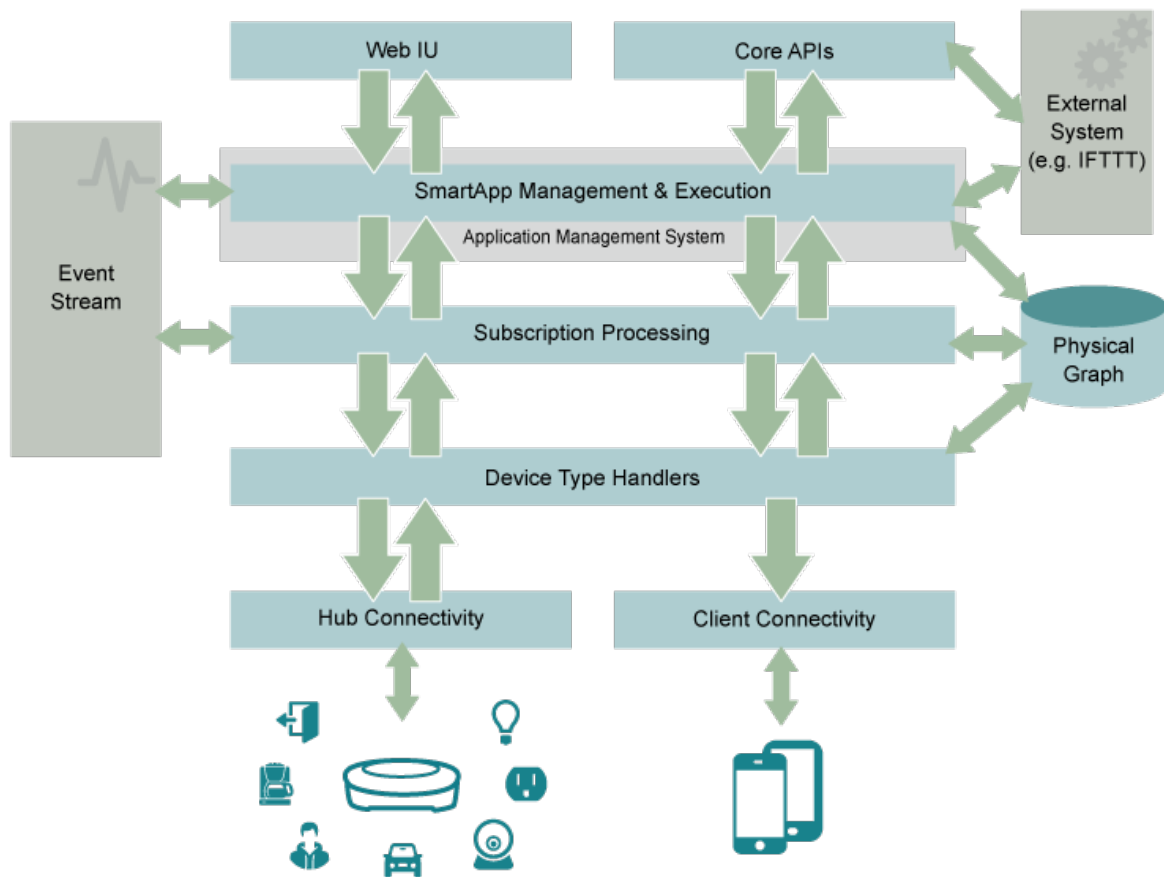 Web IU
Core APIs
External
System
(e.g. IFTTT)
SmartApp Management & Execution
Application Management System
Event
Stream
Subscription Processing
Physical
Graph
Device Type Handlers
Hub Connectivity
Client Connectivity